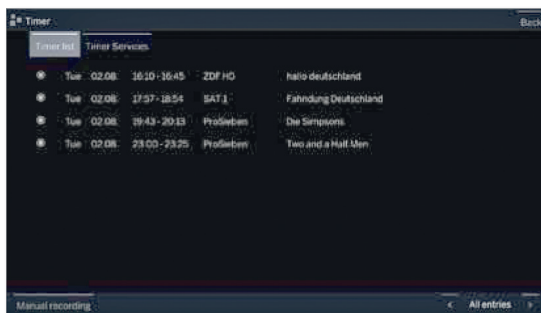 Timer
Back
Timer list Timer Services
Tue 02.08. 16:10 - 16:45 ZDF HD hallo deutschland
Tue 02.08. 17:57 - 18:54 SAT.1 Fahndung Deutschland
Tue 02.08. 19:43 - 20:13 ProSieben Die Simpsons
Tue 02.08. 23:00 - 23:25 ProSieben Two and a Half Men
Manual recording
< All entries >